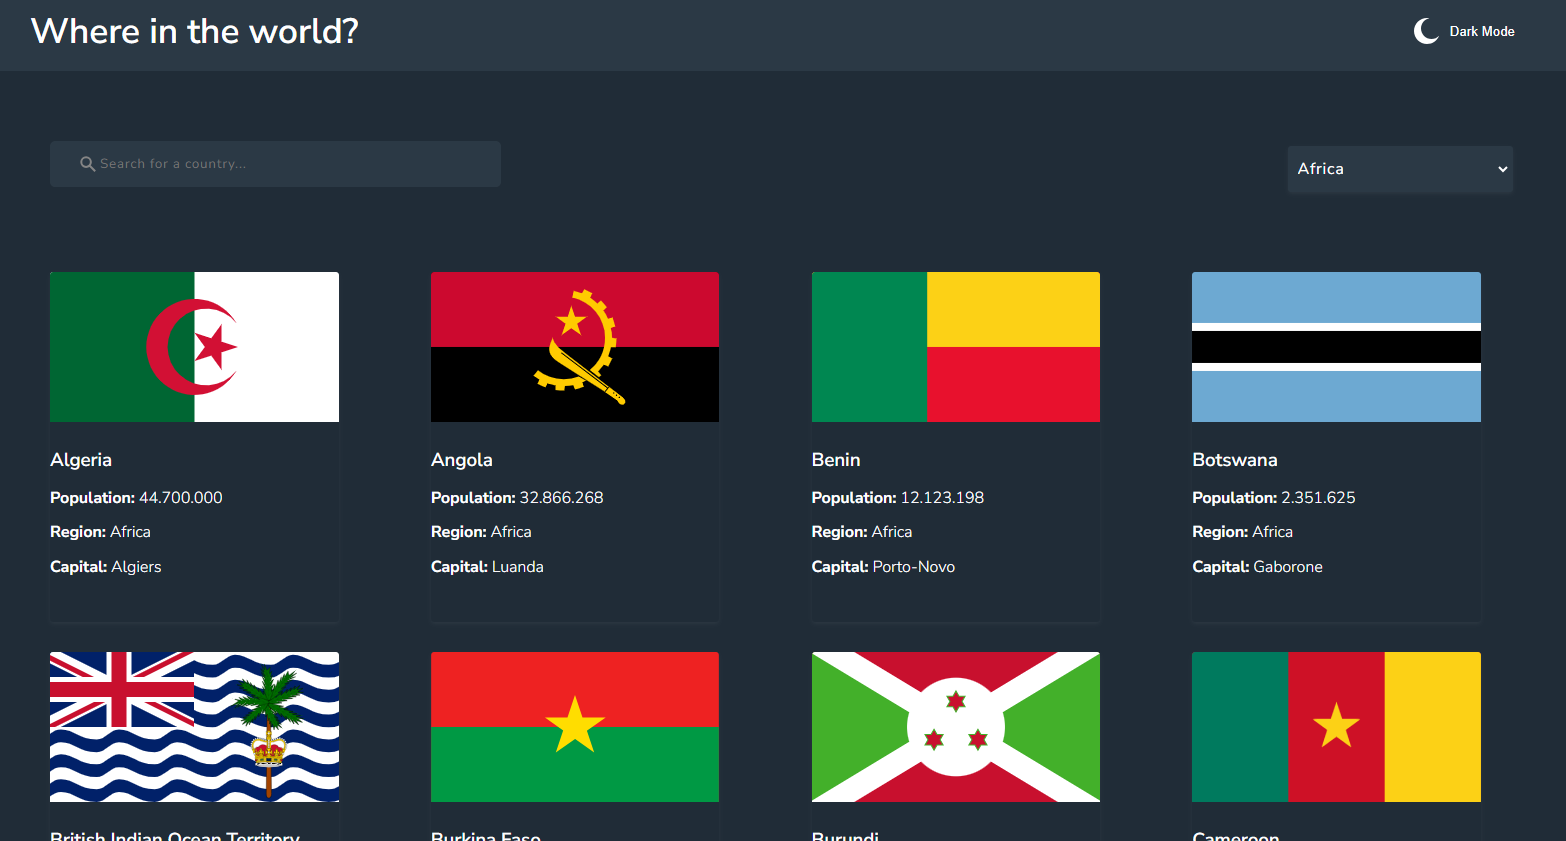 Where in the world?
Dark Mode
Search for a country...
Africa
Algeria
Population: 44.700.000
Region: Africa
Capital: Algiers
Angola
Population: 32.866.268
Region: Africa
Capital: Luanda
Benin
Population: 12.123.198
Region: Africa
Capital: Porto-Novo
Botswana
Population: 2.351.625
Region: Africa
Capital: Gaborone
British Indian Ocean Territory
Burkina Faso
Burundi
Cameroon